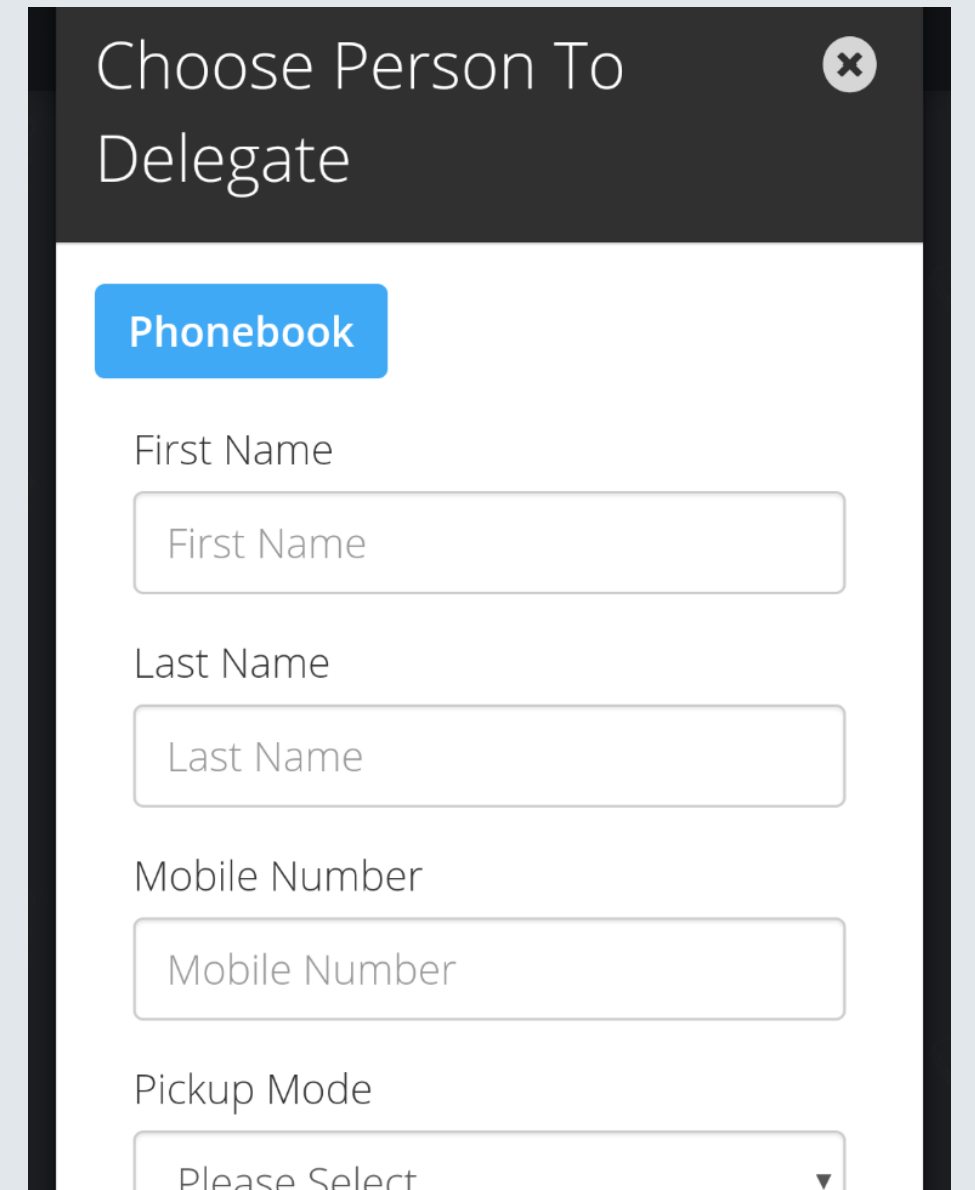 Choose Person To
Delegate
Phonebook
First Name
First Name
Last Name
Last Name
Mobile Number
Mobile Number
Pickup Mode
Please Select